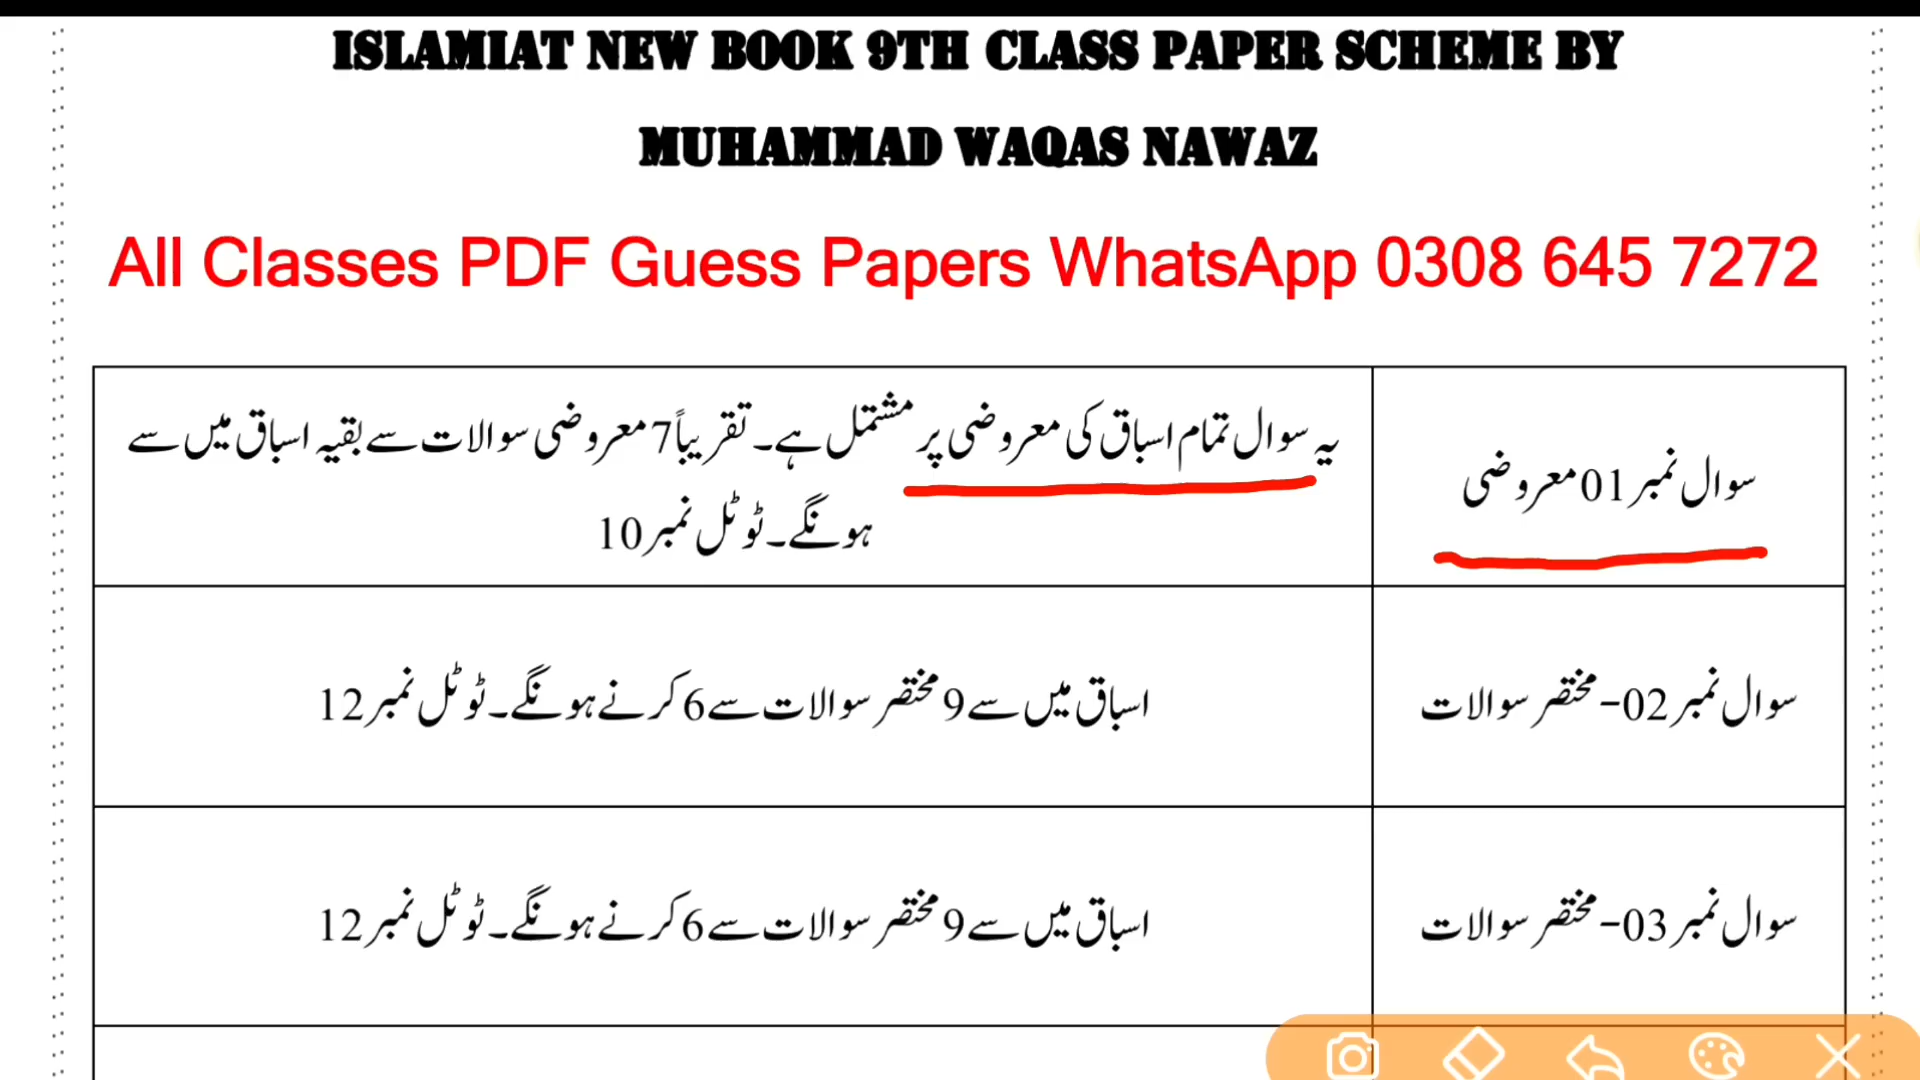 ISLAMIAT NEW BOOK 9TH CLASS PAPER SCHEME BY
MUHAMMAD WAQAS NAWAZ
All Classes PDF Guess Papers WhatsApp 0308 645 7272
سوال نمبر 01 معروضی
یہ سوال تمام اسباق کی معروضی پر مشتمل ہے۔ تقریباً 7 معروضی سوالات سے بقیہ اسباق میں سے
ہونگے۔ ٹوٹل نمبر 10
سوال نمبر 02- مختصر سوالات
اسباق میں سے 9 مختصر سوالات سے 6 کرنے ہونگے۔ ٹوٹل نمبر 12
سوال نمبر 03- مختصر سوالات
اسباق میں سے 9 مختصر سوالات سے 6 کرنے ہونگے۔ ٹوٹل نمبر 12